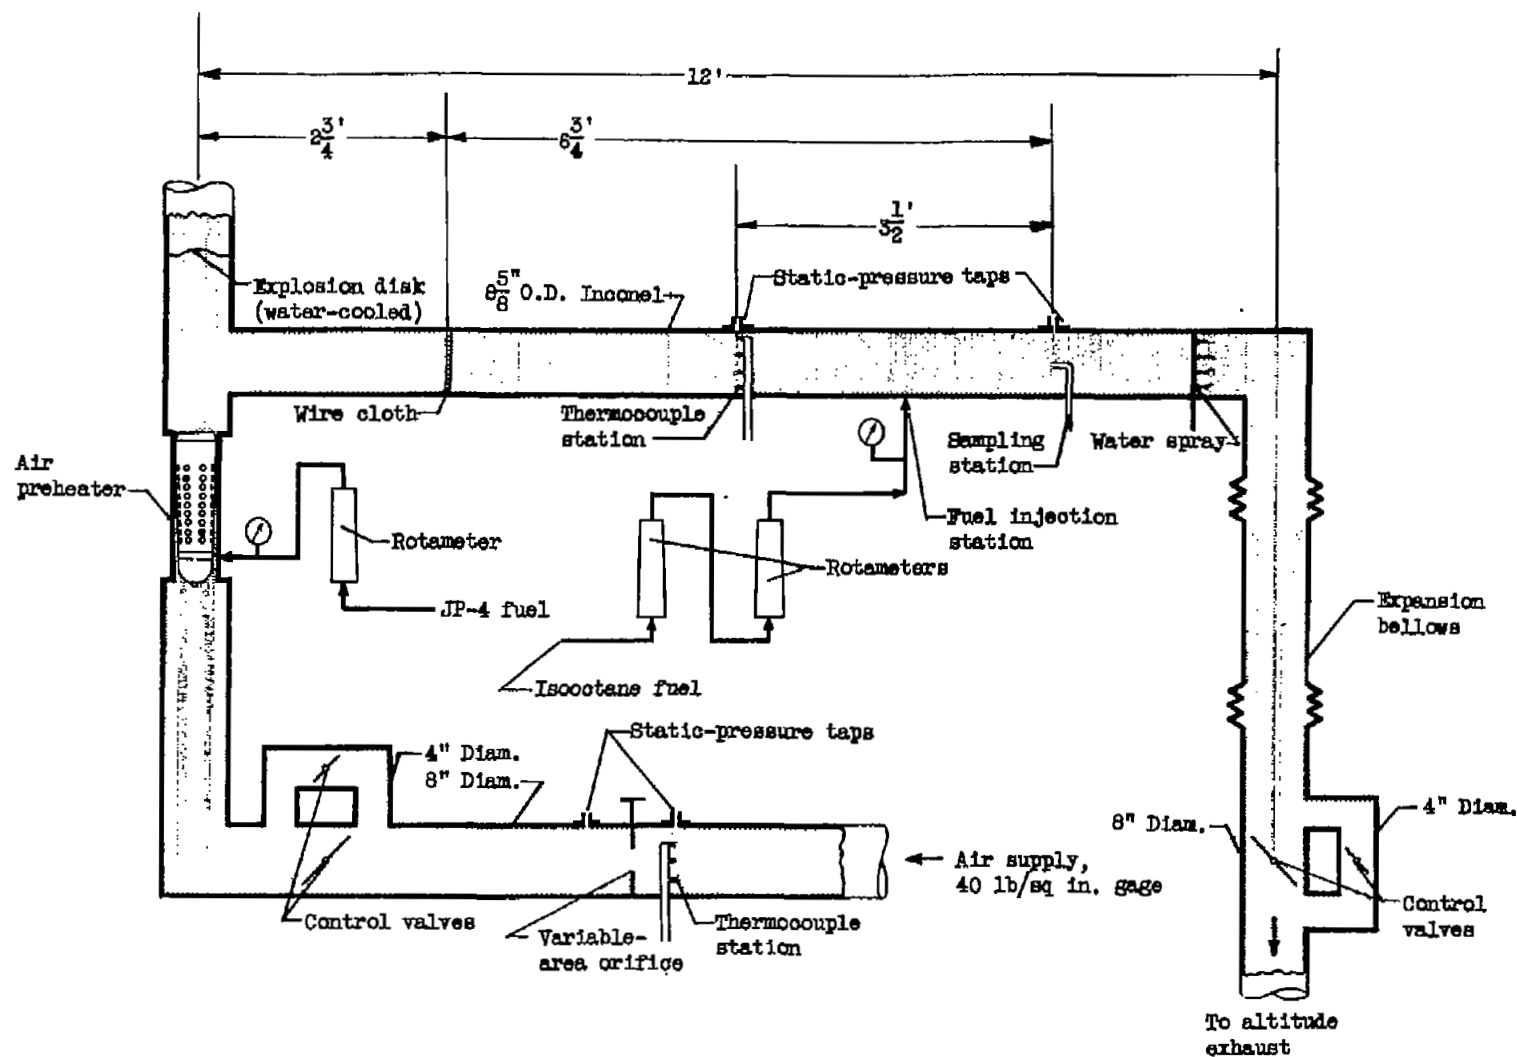 12'
2 3/4'
6 3/4'
3 1/2'
Explosion disk
(water-cooled)
8 5/8" O.D. Inconel
Static-pressure taps
Wire cloth
Thermocouple
station
Sampling
station
Water spray
Air
preheater
Rotameter
JP-4 fuel
Fuel injection
station
Rotameters
Isooctane fuel
Expansion
bellows
Static-pressure taps
4" Diam.
8" Diam.
8" Diam.
4" Diam.
Air supply,
40 lb/sq in. gage
Control valves
Variable-
area orifice
Thermocouple
station
Control
valves
To altitude
exhaust